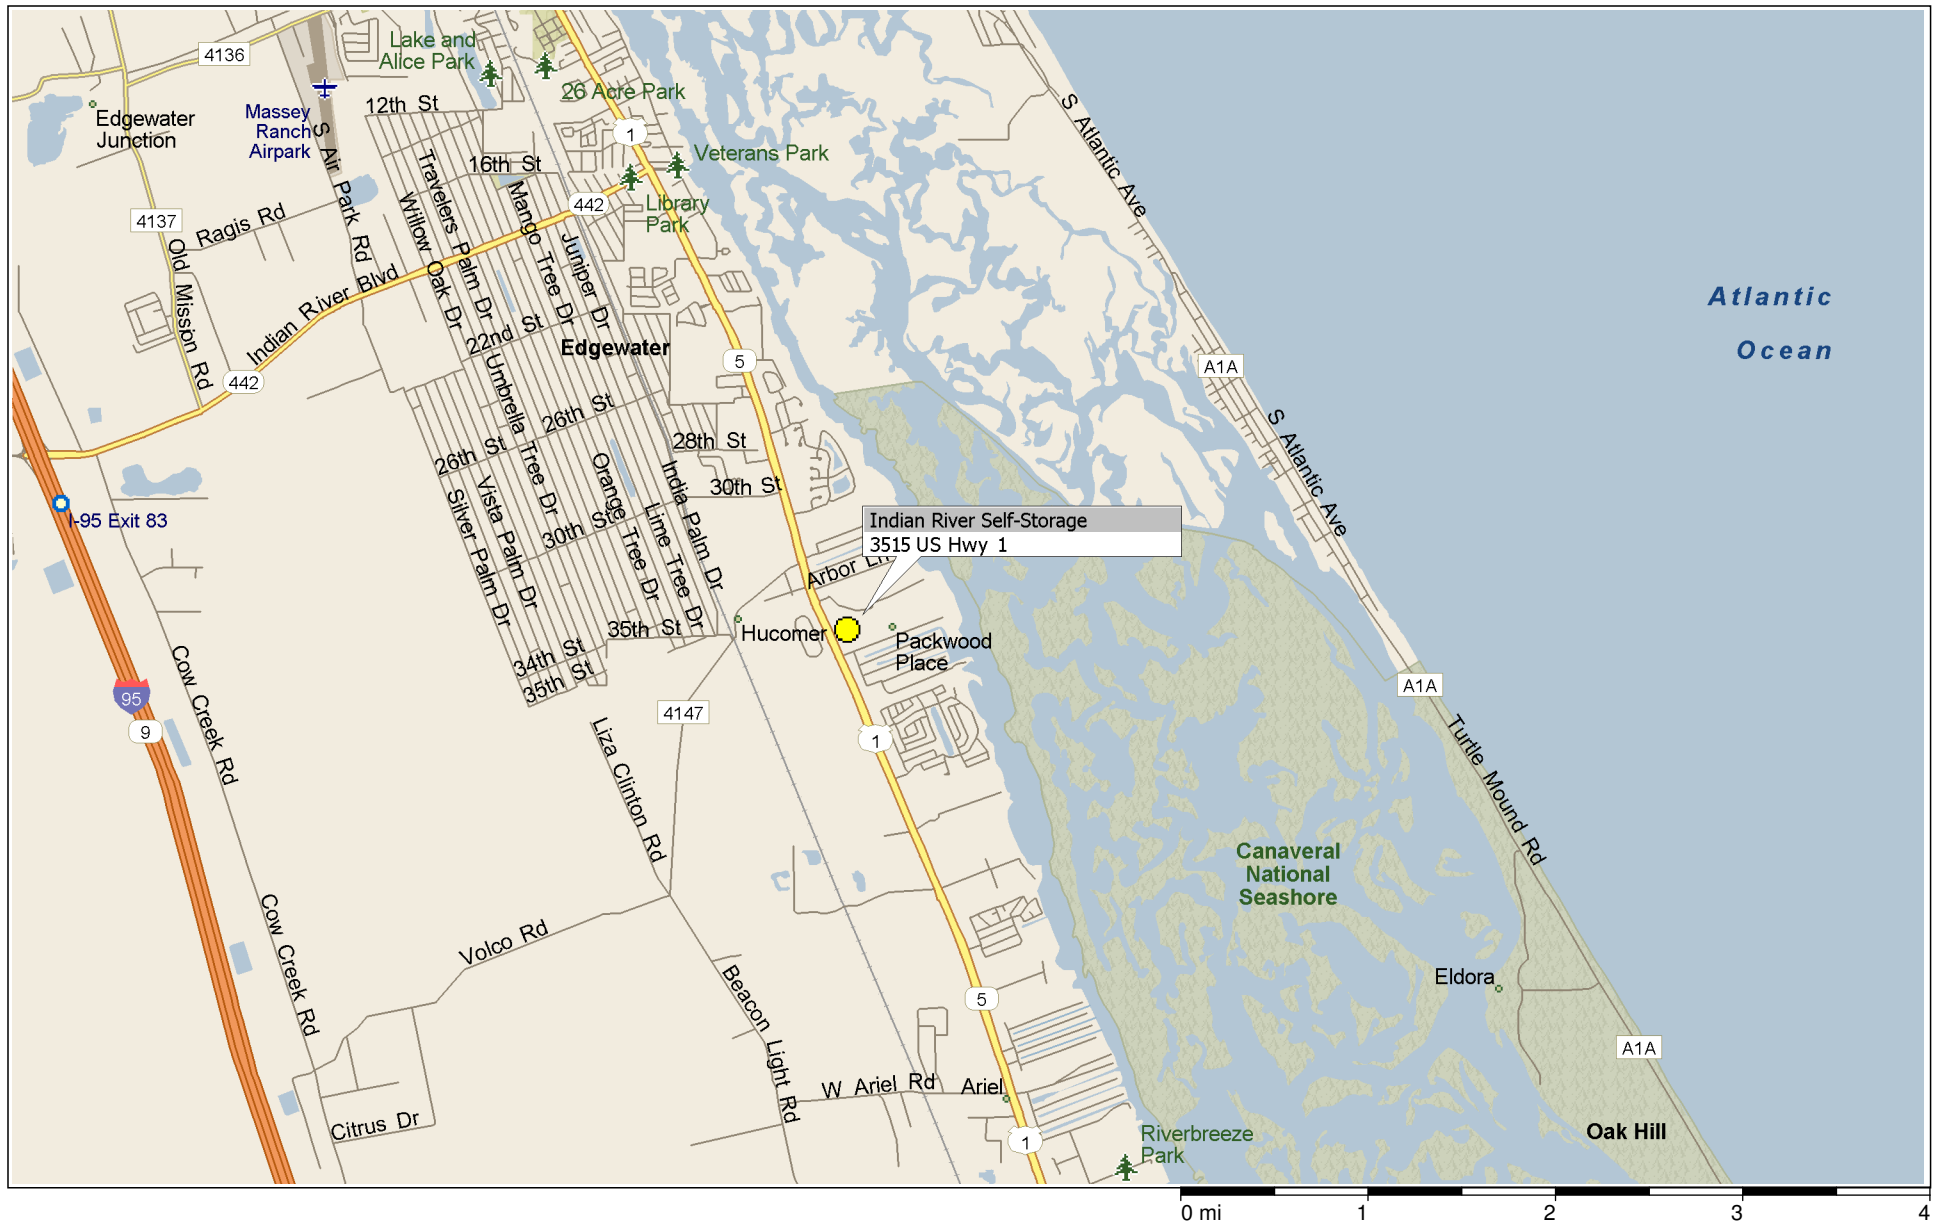 Lake and
Alice Park
4136
26 Acre Park
Massey
Ranch
Airpark
12th St
Edgewater
Junction
1
S Atlantic Ave
S Air Park Rd
16th St
Veterans Park
Travelers Palm Dr
Willow Oak Dr
Mango Tree Dr
442
Library
Park
4137
Ragis Rd
Old Mission Rd
Juniper Dr
Indian River Blvd
Atlantic
Ocean
22nd St
Edgewater
5
A1A
442
Umbrella Tree Dr
26th St
28th St
S Atlantic Ave
26th St
Orange Tree Dr
India Palm Dr
30th St
Vista Palm Dr
Silver Palm Dr
Lime Tree Dr
I-95 Exit 83
30th St
Indian River Self-Storage
3515 US Hwy 1
Arbor Ln
35th St
Hucomer
Packwood
Place
34th St
35th St
Cow Creek Rd
95
9
4147
A1A
Liza Clinton Rd
1
Turtle Mound Rd
Canaveral
National
Seashore
Cow Creek Rd
Volco Rd
Beacon Light Rd
Eldora
5
A1A
W Ariel Rd
Ariel
Citrus Dr
1
Riverbreeze
Park
Oak Hill
0 mi
1
2
3
4